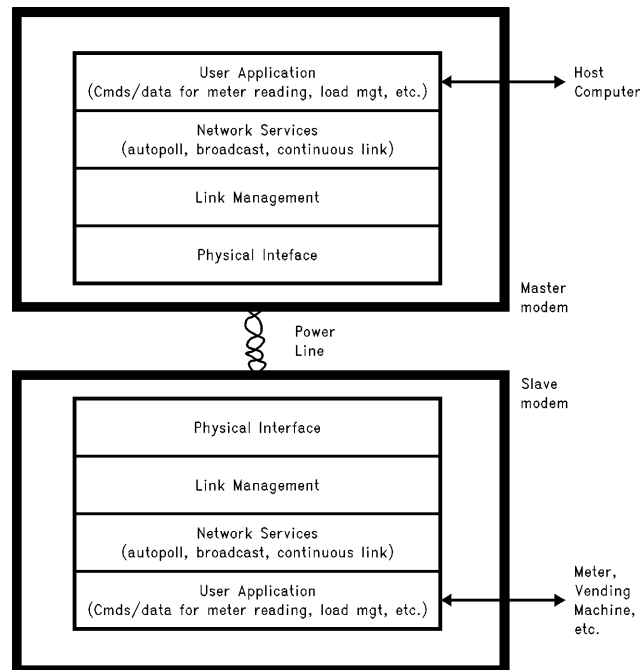 User Application
(Cmds/data for meter reading, load mgt, etc.)
Host
Computer
Network Services
(autopoll, broadcast, continuous link)
Link Management
Physical Inteface
Master
modem
Power
Line
Slave
modem
Physical Interface
Link Management
Network Services
(autopoll, broadcast, continuous link)
User Application
(Cmds/data for meter reading, load mgt, etc.)
Meter,
Vending
Machine,
etc.